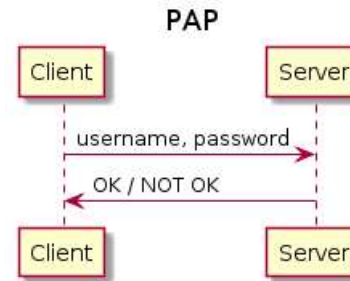 PAP
Client Server
username, password
OK / NOT OK
Client Server